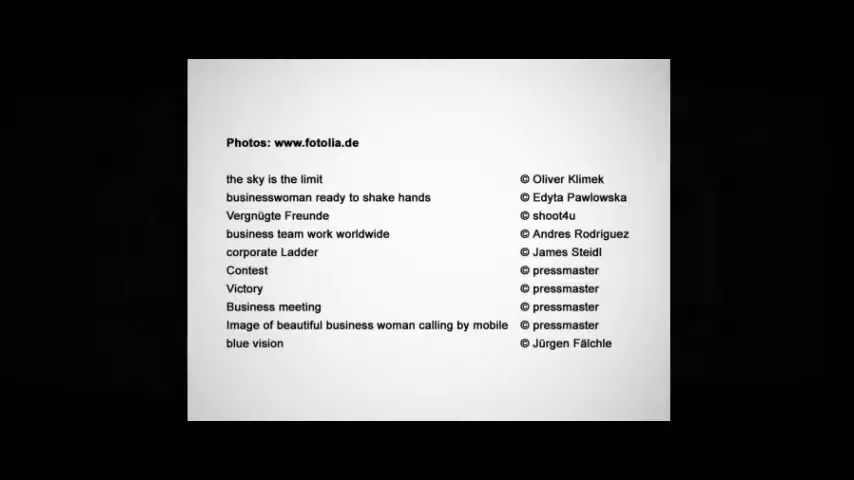 Photos: www.fotolia.de
the sky is the limit © Oliver Klimek
businesswoman ready to shake hands © Edyta Pawlowska
Vergnügte Freunde © shoot4u
business team work worldwide © Andres Rodriguez
corporate Ladder © James Steidl
Contest © pressmaster
Victory © pressmaster
Business meeting © pressmaster
Image of beautiful business woman calling by mobile © pressmaster
blue vision © Jürgen Fälchle